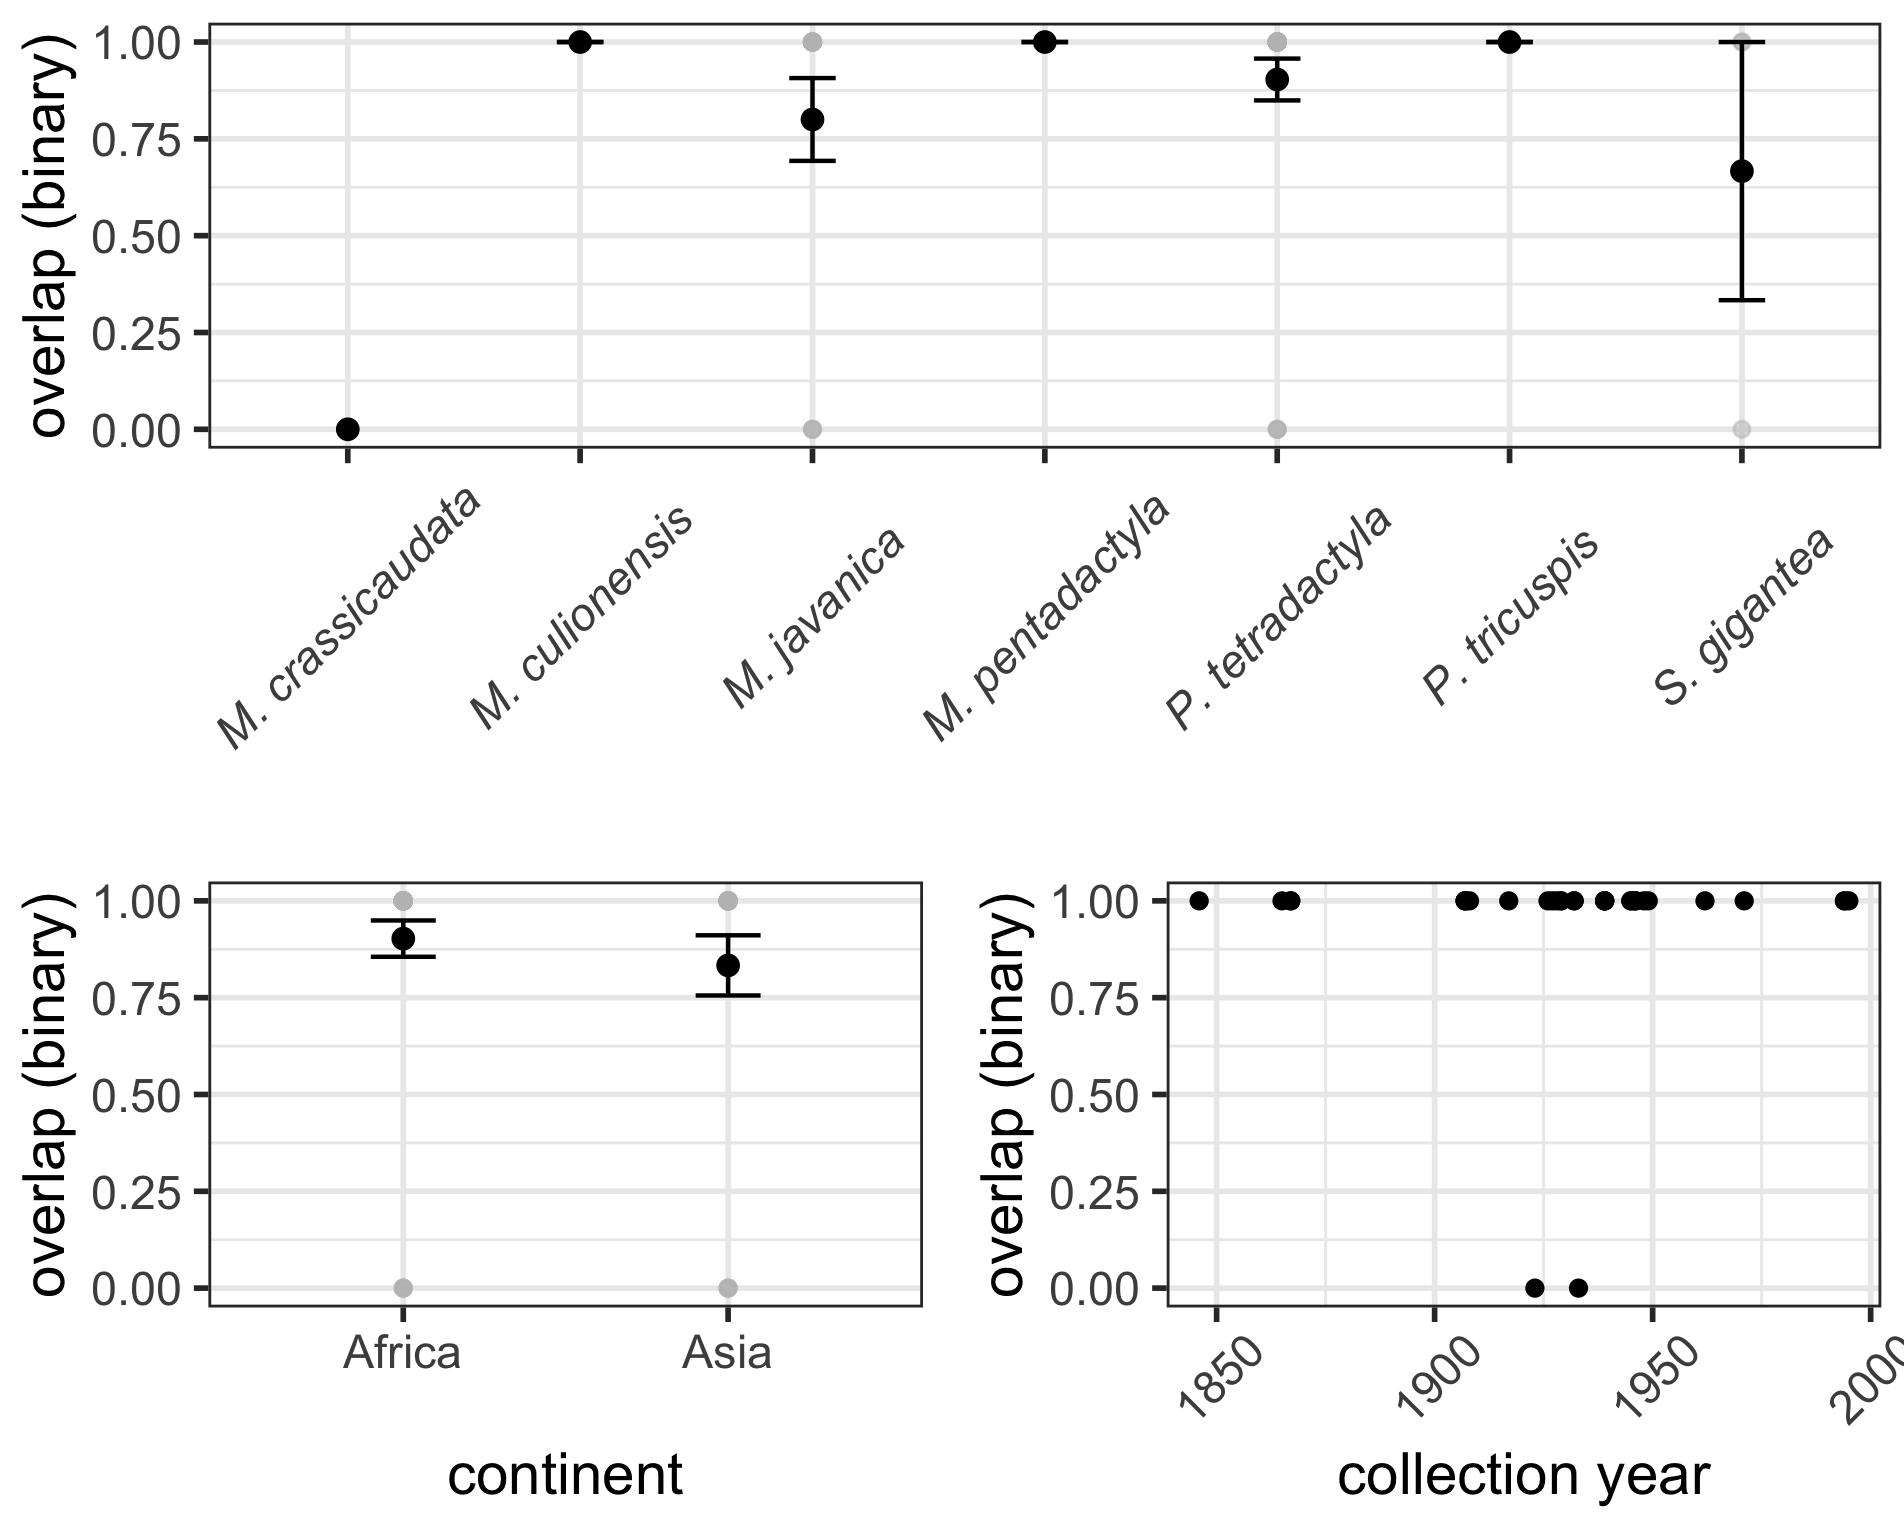 overlap (binary)
1.00
0.75
0.50
0.25
0.00
M. crassicaudata
M. culionensis
M. javanica
M. pentadactyla
P. tetradactyla
P. tricuspis
S. gigantea
overlap (binary)
1.00
0.75
0.50
0.25
0.00
Africa
Asia
continent
overlap (binary)
1.00
0.75
0.50
0.25
0.00
1850
1900
1950
2000
collection year